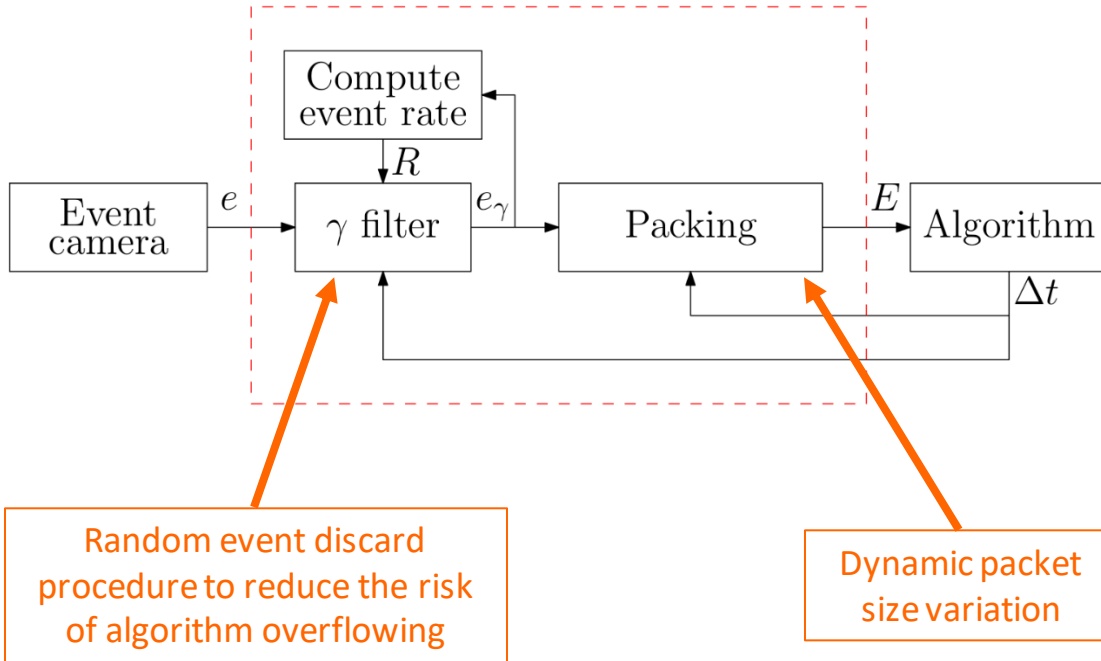 Compute
event rate
R
Event
camera
e
γ filter
eγ
Packing
E
Algorithm
Δt
Random event discard
procedure to reduce the risk
of algorithm overflowing
Dynamic packet
size variation